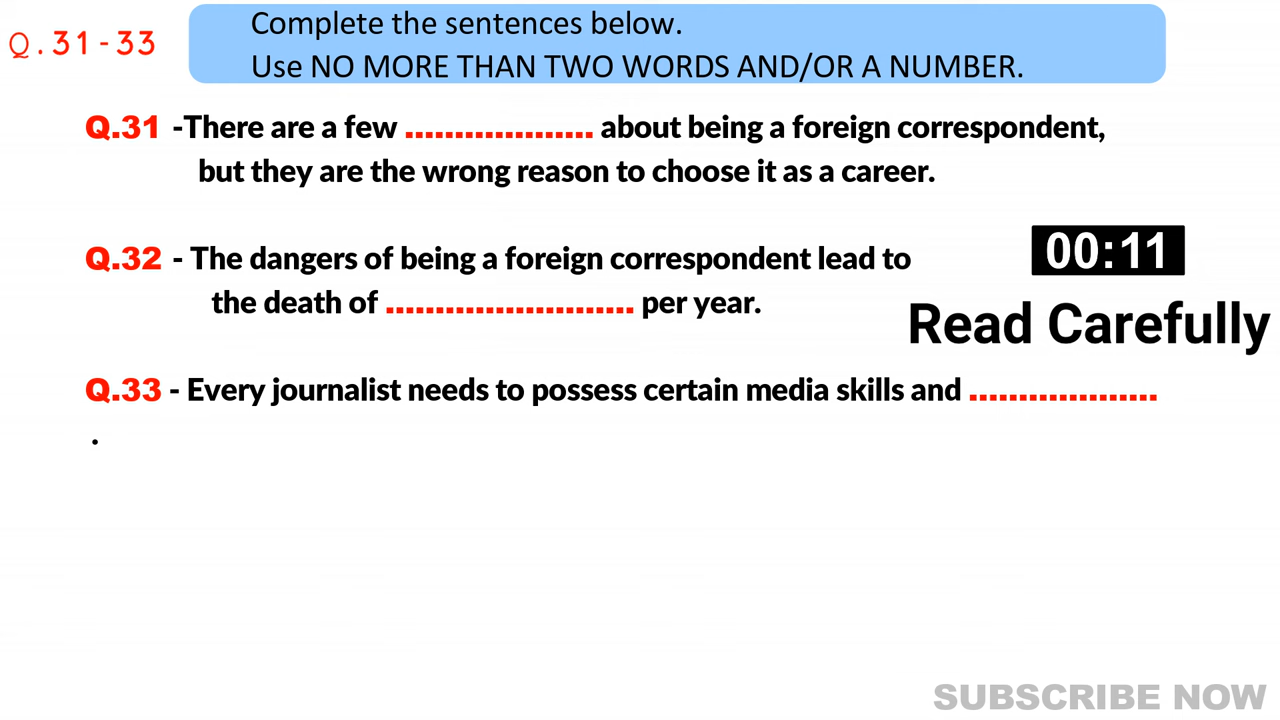 Q.31-33
Complete the sentences below.
Use NO MORE THAN TWO WORDS AND/OR A NUMBER.
Q.31 -There are a few ................... about being a foreign correspondent,
but they are the wrong reason to choose it as a career.
Q.32 - The dangers of being a foreign correspondent lead to
the death of ......................... per year.
00:11
Read Carefully
Q.33 - Every journalist needs to possess certain media skills and ...................
.
SUBSCRIBE NOW